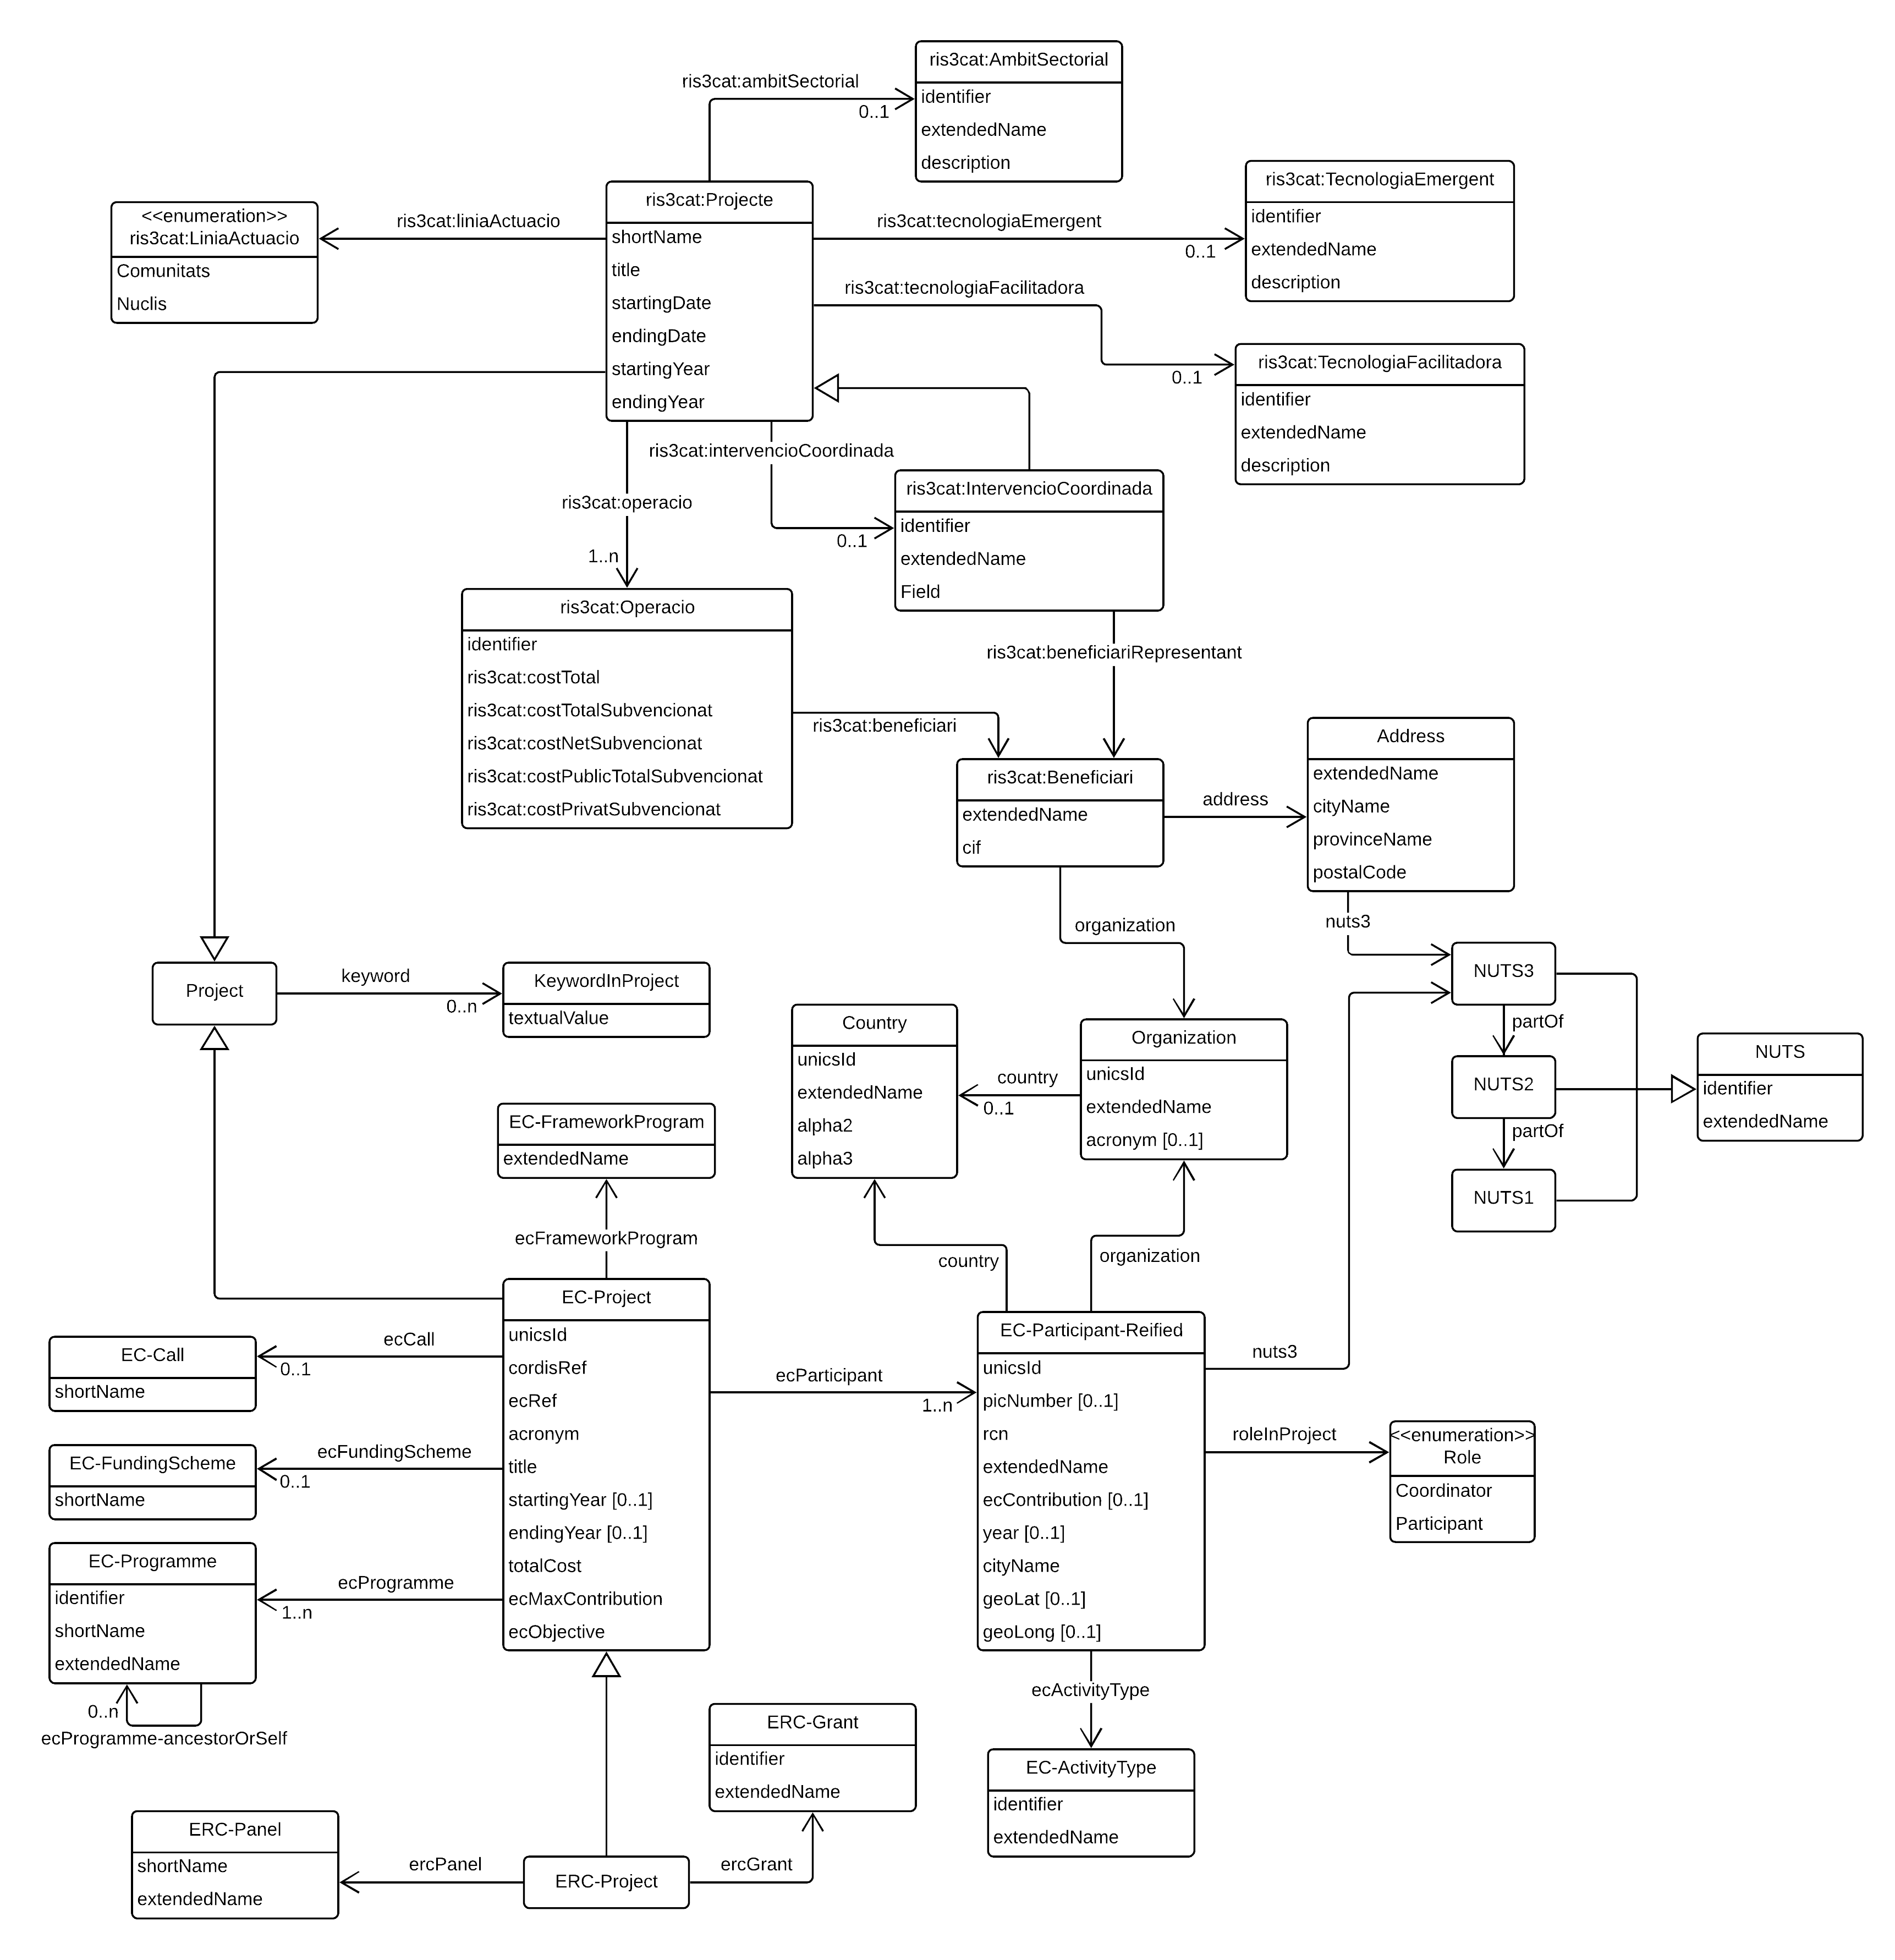 ris3cat:AmbitSectorial
identifier
extendedName
description
ris3cat:ambitSectorial
0..1
ris3cat:TecnologiaEmergent
identifier
extendedName
description
ris3cat:Projecte
shortName
title
startingDate
endingDate
startingYear
endingYear
<<enumeration>>
ris3cat:LiniaActuacio
Comunitats
Nuclis
ris3cat:liniaActuacio
ris3cat:tecnologiaEmergent
0..1
ris3cat:tecnologiaFacilitadora
0..1
ris3cat:TecnologiaFacilitadora
identifier
extendedName
description
ris3cat:intervencioCoordinada
0..1
ris3cat:IntervencioCoordinada
identifier
extendedName
Field
ris3cat:operacio
1..n
ris3cat:Operacio
identifier
ris3cat:costTotal
ris3cat:costTotalSubvencionat
ris3cat:costNetSubvencionat
ris3cat:costPublicTotalSubvencionat
ris3cat:costPrivatSubvencionat
ris3cat:beneficiariRepresentant
ris3cat:beneficiari
ris3cat:Beneficiari
extendedName
cif
address
Address
extendedName
cityName
provinceName
postalCode
nuts3
organization
Project
keyword
0..n
KeywordInProject
textualValue
NUTS3
partOf
NUTS2
partOf
NUTS1
NUTS
identifier
extendedName
Country
unicsId
extendedName
alpha2
alpha3
country
0..1
Organization
unicsId
extendedName
acronym [0..1]
EC-FrameworkProgram
extendedName
ecFrameworkProgram
country
organization
EC-Project
unicsId
cordisRef
ecRef
acronym
title
startingYear [0..1]
endingYear [0..1]
totalCost
ecMaxContribution
ecObjective
ecCall
0..1
EC-Call
shortName
ecFundingScheme
0..1
EC-FundingScheme
shortName
ecProgramme
1..n
EC-Programme
identifier
shortName
extendedName
0..n
ecProgramme-ancestorOrSelf
ecParticipant
1..n
EC-Participant-Reified
unicsId
picNumber [0..1]
rcn
extendedName
ecContribution [0..1]
year [0..1]
cityName
geoLat [0..1]
geoLong [0..1]
nuts3
roleInProject
<<enumeration>>
Role
Coordinator
Participant
ecActivityType
EC-ActivityType
identifier
extendedName
ERC-Grant
identifier
extendedName
ERC-Panel
shortName
extendedName
ercPanel
ERC-Project
ercGrant